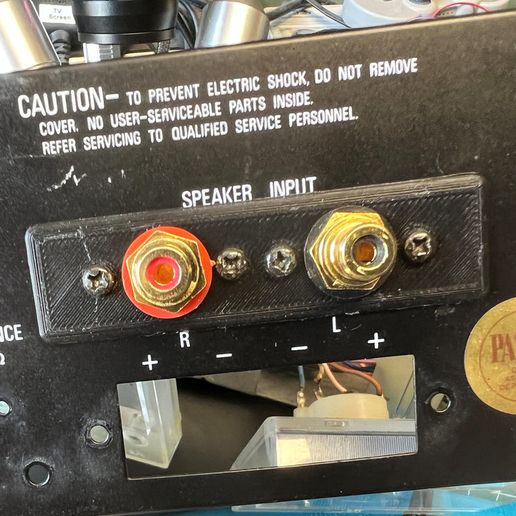 TV
Screen
CAUTION- TO PREVENT ELECTRIC SHOCK, DO NOT REMOVE
COVER. NO USER-SERVICEABLE PARTS INSIDE.
REFER SERVICING TO QUALIFIED SERVICE PERSONNEL.
SPEAKER INPUT
R L
+ − − +
NCE
Ω
PA